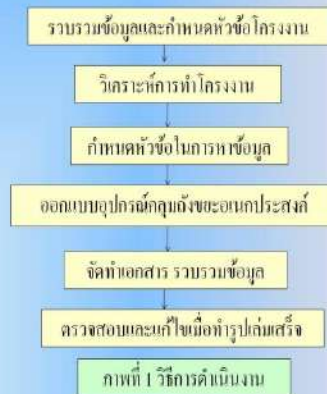 รวบรวมข้อมูลและกำหนดหัวข้อโครงงาน
วิเคราะห์การทำโครงงาน
กำหนดหัวข้อในการหาข้อมูล
ออกแบบอุปกรณ์กลุมถังขยะอเนกประสงค์
จัดทำเอกสาร รวบรวมข้อมูล
ตรวจสอบและแก้ไขเมื่อทำรูปเล่มเสร็จ
ภาพที่ 1 วิธีการดำเนินงาน